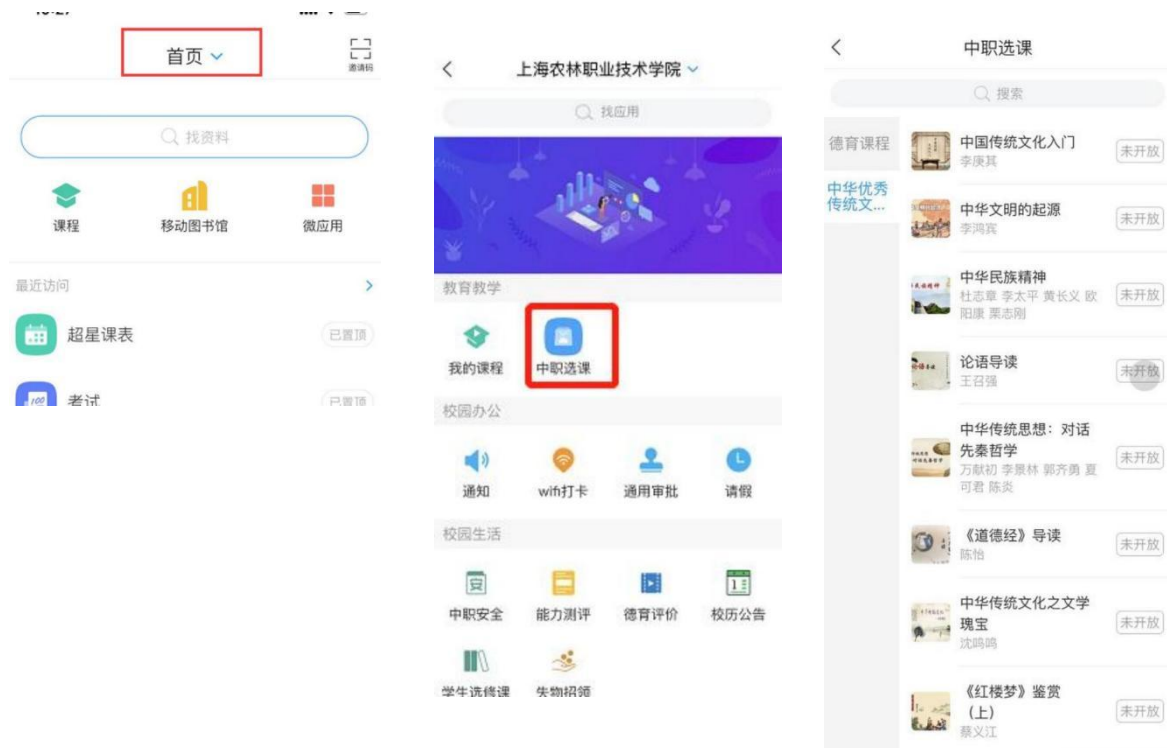 首页
邀请码
找资料
课程
移动图书馆
微应用
最近访问
超星课表
已置顶
考试
已置顶
上海农林职业技术学院
找应用
教育教学
我的课程
中职选课
校园办公
通知
wifi打卡
通用审批
请假
校园生活
中职安全
能力测评
德育评价
校历公告
学生选修课
失物招领
中职选课
搜索
德育课程
中华优秀
传统文...
中国传统文化入门
李庚其
未开放
中华文明的起源
李鸿宾
未开放
中华民族精神
杜志章 李太平 黄长义 欧
阳康 栗志刚
未开放
论语导读
王召强
未开放
中华传统思想：对话
先秦哲学
万献初 李景林 郭齐勇 夏
可君 陈炎
未开放
《道德经》导读
陈怡
未开放
中华传统文化之文学
瑰宝
沈鸣鸣
未开放
《红楼梦》鉴赏
（上）
蔡义江
未开放